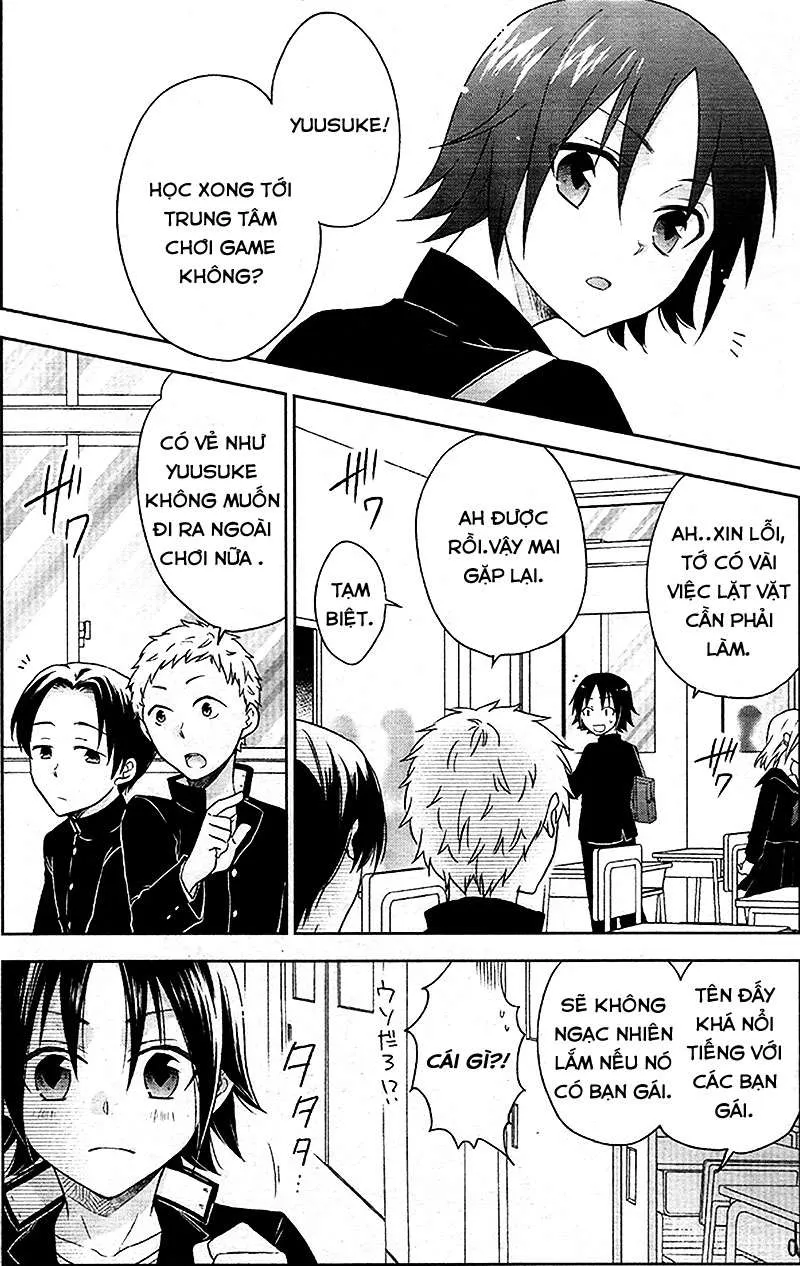 YUUSUKE!
HỌC XONG TỚI
TRUNG TÂM
CHƠI GAME
KHÔNG?
AH..XIN LỖI,
TỚ CÓ VÀI
VIỆC LẶT VẶT
CẦN PHẢI
LÀM.
AH ĐƯỢC
RỒI.VẬY MAI
GẶP LẠI.
TẠM
BIỆT.
ザワ
ザワ
CÓ VẺ NHƯ
YUUSUKE
KHÔNG MUỐN
ĐI RA NGOÀI
CHƠI NỮA .
ザワ
TÊN ĐẤY
KHÁ NỔI
TIẾNG VỚI
CÁC BẠN
GÁI.
SẼ KHÔNG
NGẠC NHIÊN
LẮM NẾU NÓ
CÓ BẠN GÁI.
CÁI GÌ?!
ウソだろ!?
タタタ…